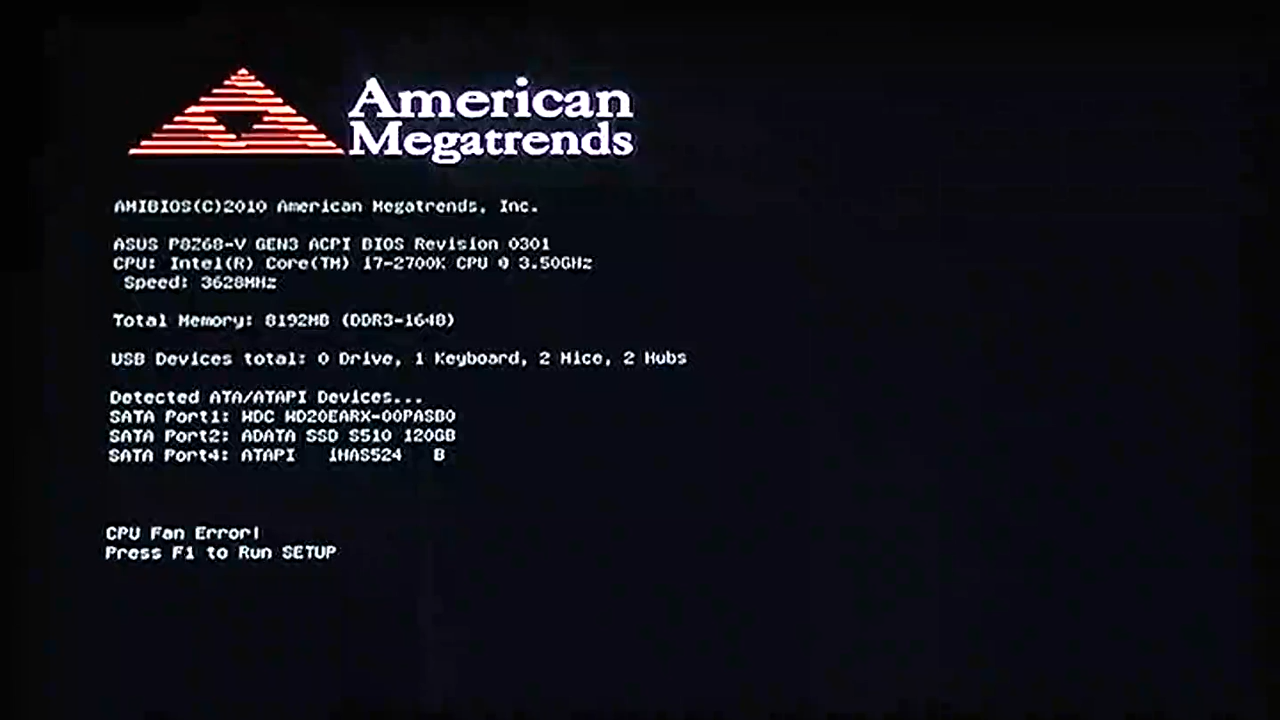 American
Megatrends
AMIBIOS(C)2010 American Megatrends, Inc.
ASUS P8Z68-V GEN3 ACPI BIOS Revision 0301
CPU: Intel(R) Core(TM) i7-2700K CPU @ 3.50GHz
Speed: 3628MHz
Total Memory: 8192MB (DDR3-1648)
USB Devices total: 0 Drive, 1 Keyboard, 2 Mice, 2 Hubs
Detected ATA/ATAPI Devices...
SATA Port1: WDC WD20EARX-00PASB0
SATA Port2: ADATA SSD S510 120GB
SATA Port4: ATAPI iHAS524 B
CPU Fan Error!
Press F1 to Run SETUP